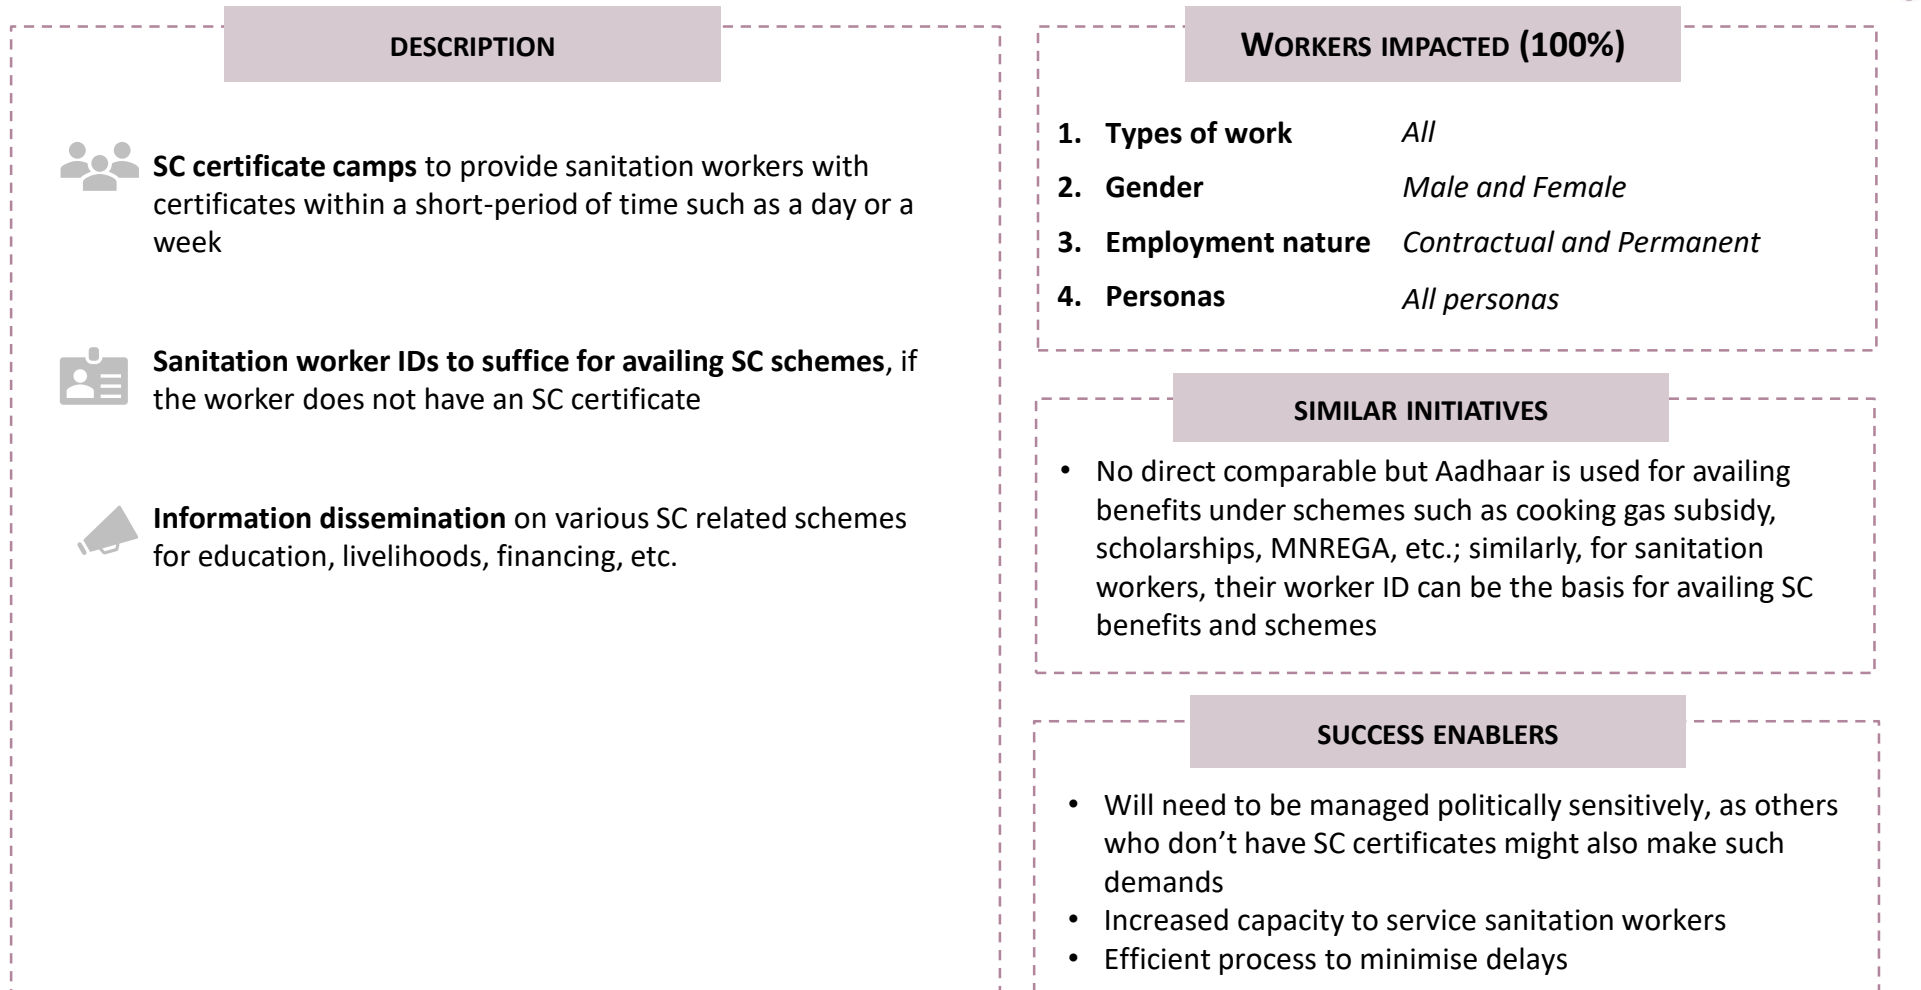 DESCRIPTION
SC certificate camps to provide sanitation workers with
certificates within a short-period of time such as a day or a
week
Sanitation worker IDs to suffice for availing SC schemes, if
the worker does not have an SC certificate
Information dissemination on various SC related schemes
for education, livelihoods, financing, etc.
WORKERS IMPACTED (100%)
1. Types of work All
2. Gender Male and Female
3. Employment nature Contractual and Permanent
4. Personas All personas
SIMILAR INITIATIVES
• No direct comparable but Aadhaar is used for availing
benefits under schemes such as cooking gas subsidy,
scholarships, MNREGA, etc.; similarly, for sanitation
workers, their worker ID can be the basis for availing SC
benefits and schemes
SUCCESS ENABLERS
• Will need to be managed politically sensitively, as others
who don’t have SC certificates might also make such
demands
• Increased capacity to service sanitation workers
• Efficient process to minimise delays